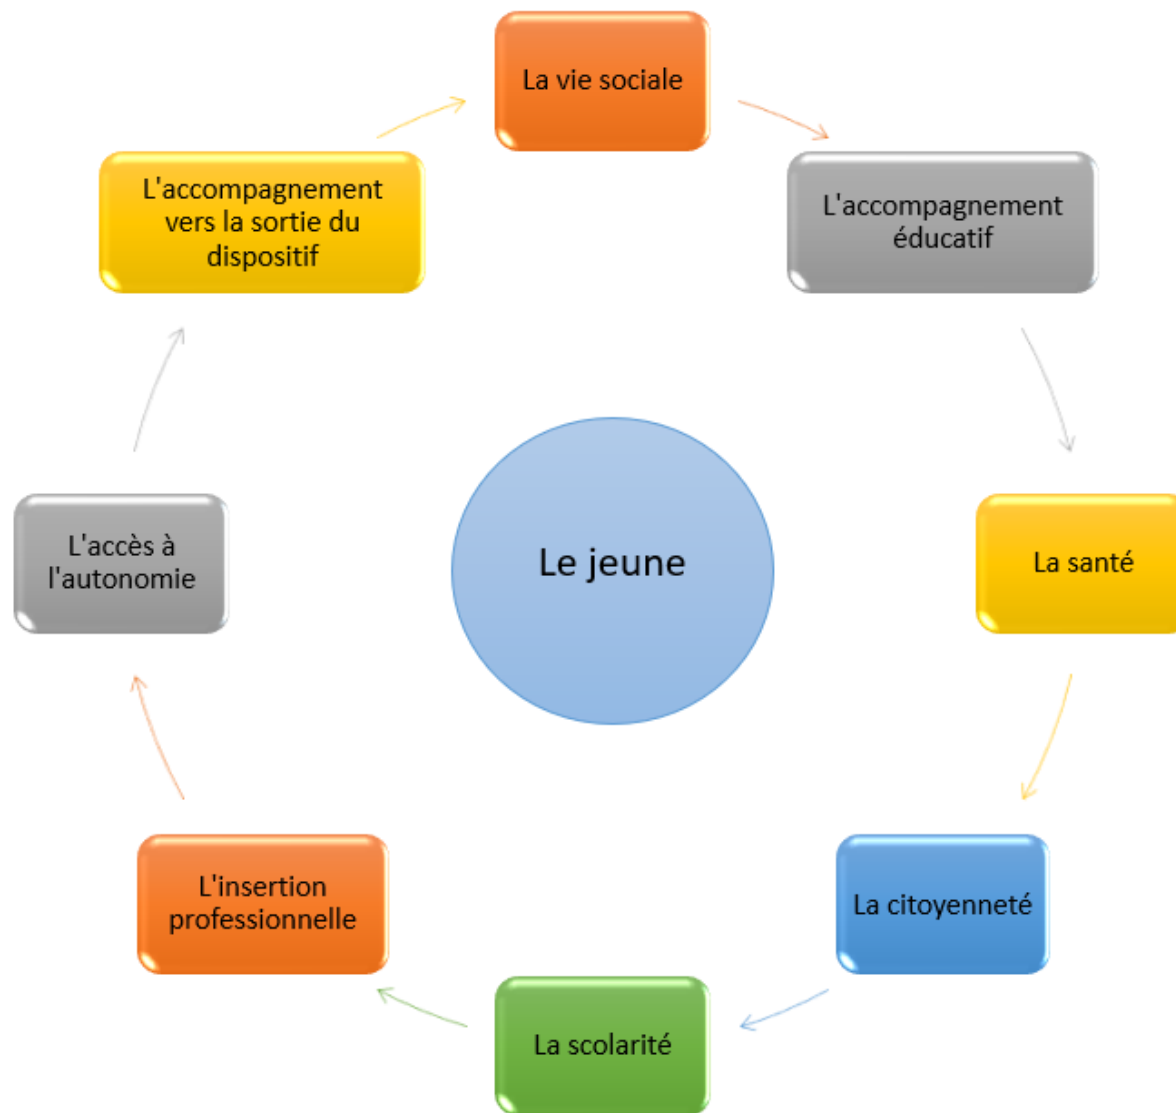 La vie sociale
L'accompagnement
éducatif
La santé
La citoyenneté
La scolarité
L'insertion
professionnelle
L'accès à
l'autonomie
L'accompagnement
vers la sortie du
dispositif
Le jeune